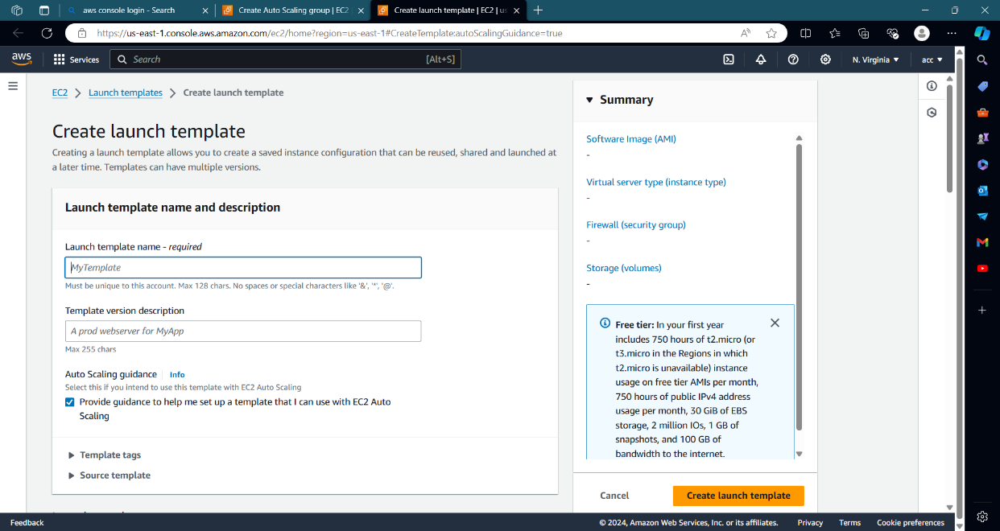 aws console login - Search
Create Auto Scaling group | EC2
Create launch template | EC2 | us
https://us-east-1.console.aws.amazon.com/ec2/home?region=us-east-1#CreateTemplate:autoScalingGuidance=true
aws
Services
Search
[Alt+S]
N. Virginia
acc
EC2
Launch templates
Create launch template
Create launch template
Creating a launch template allows you to create a saved instance configuration that can be reused, shared and launched at
a later time. Templates can have multiple versions.
Launch template name and description
Launch template name - required
MyTemplate
Must be unique to this account. Max 128 chars. No spaces or special characters like '&', '*', '@'.
Template version description
A prod webserver for MyApp
Max 255 chars
Auto Scaling guidance
Info
Select this if you intend to use this template with EC2 Auto Scaling
Provide guidance to help me set up a template that I can use with EC2 Auto
Scaling
Template tags
Source template
Summary
Software Image (AMI)
-
Virtual server type (instance type)
-
Firewall (security group)
-
Storage (volumes)
-
Free tier: In your first year
includes 750 hours of t2.micro (or
t3.micro in the Regions in which
t2.micro is unavailable) instance
usage on free tier AMIs per month,
750 hours of public IPv4 address
usage per month, 30 GiB of EBS
storage, 2 million IOs, 1 GB of
snapshots, and 100 GB of
bandwidth to the internet.
Cancel
Create launch template
Feedback
© 2024, Amazon Web Services, Inc. or its affiliates.
Privacy
Terms
Cookie preferences